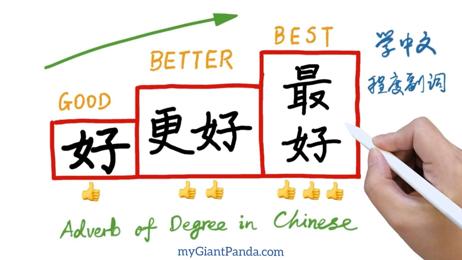 GOOD
BETTER
BEST
好
更好
最
好
学中文
程度副词
Adverb of Degree in Chinese
myGiantPanda.com